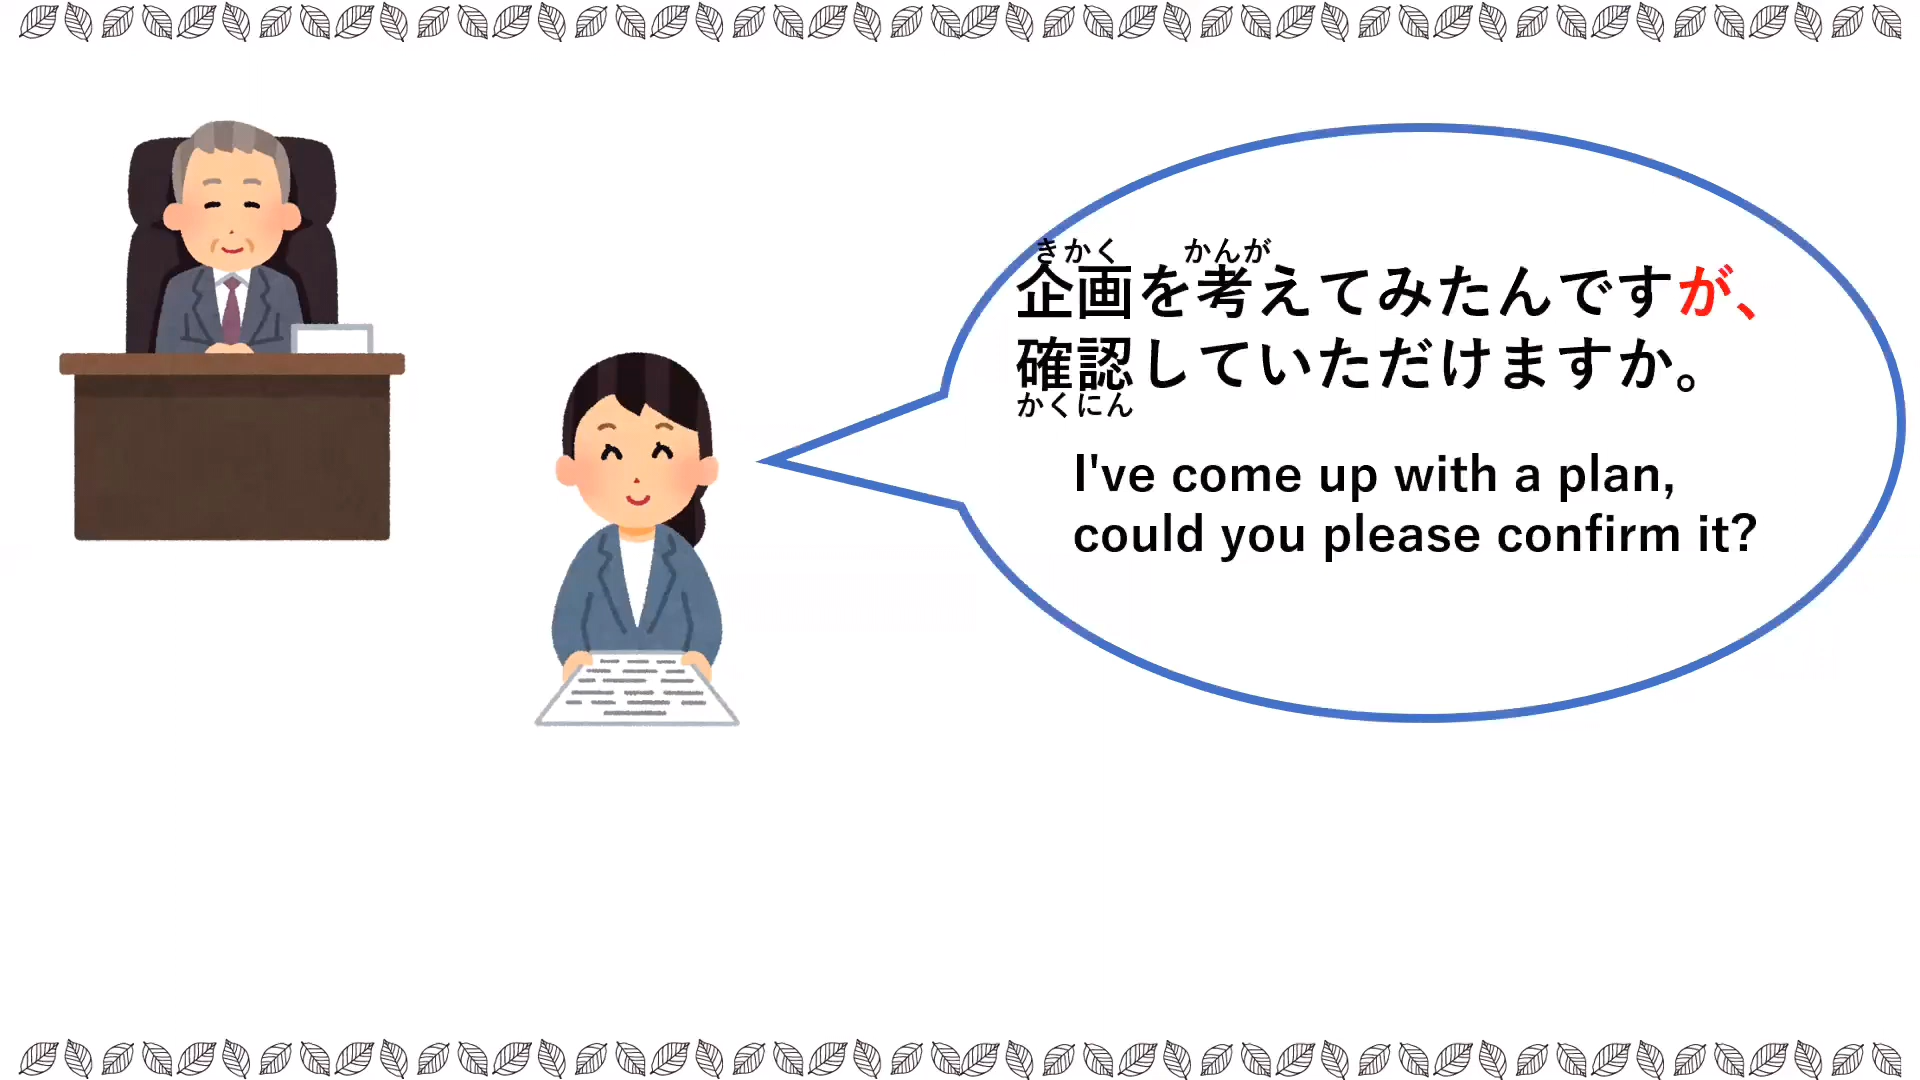 きかく かんが
企画を考えてみたんですが、
確認していただけますか。
かくにん
I've come up with a plan,
could you please confirm it?